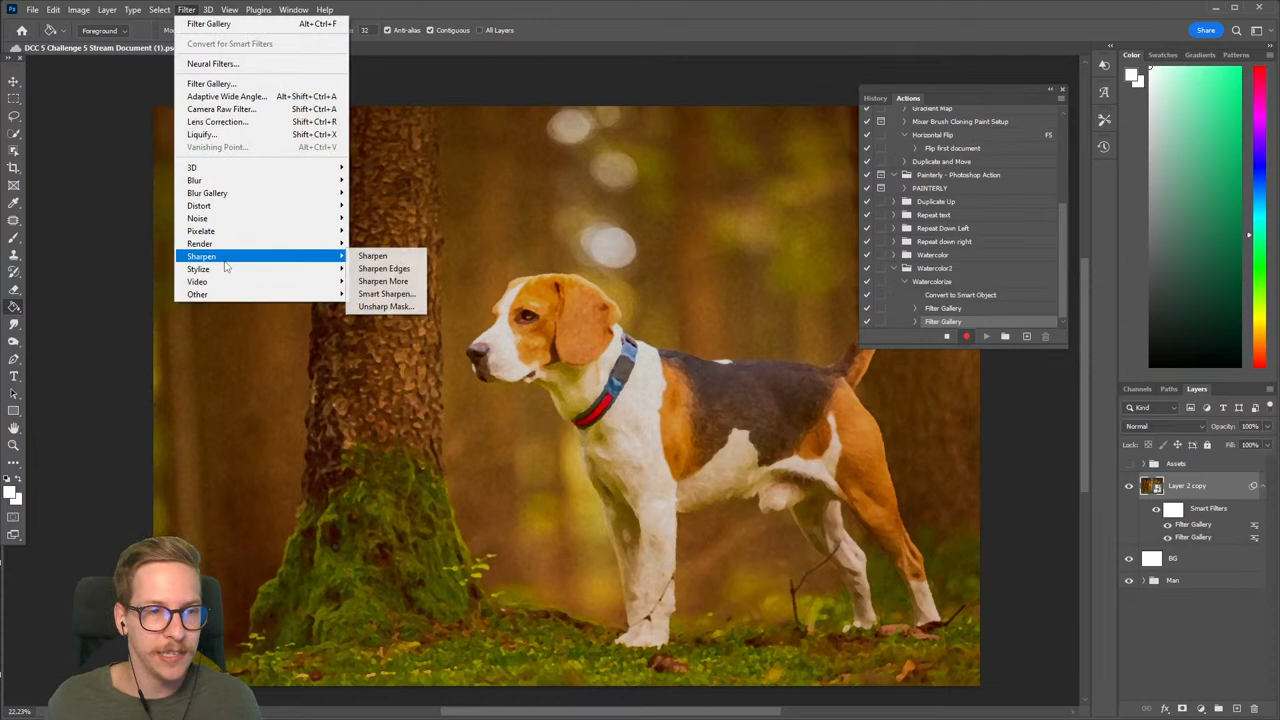 Ps File Edit Image Layer Type Select Filter 3D View Plugins Window Help
Foreground 32 Anti-alias Contiguous All Layers Share
DCC 5 Challenge 5 Stream Document (1).ps
Filter Gallery Alt+Ctrl+F
Convert for Smart Filters
Neural Filters...
Filter Gallery...
Adaptive Wide Angle... Alt+Shift+Ctrl+A
Camera Raw Filter... Shift+Ctrl+A
Lens Correction... Shift+Ctrl+R
Liquify... Shift+Ctrl+X
Vanishing Point... Alt+Ctrl+V
3D
Blur
Blur Gallery
Distort
Noise
Pixelate
Render
Sharpen
Stylize
Video
Other
Sharpen
Sharpen Edges
Sharpen More
Smart Sharpen...
Unsharp Mask...
History Actions
Gradient Map
Mixer Brush Cloning Paint Setup
Horizontal Flip F5
Flip first document
Duplicate and Move
Painterly - Photoshop Action
PAINTERLY
Duplicate Up
Repeat text
Repeat Down Left
Repeat down right
Watercolor
Watercolor2
Watercolorize
Convert to Smart Object
Filter Gallery
Filter Gallery
Color Swatches Gradients Patterns
Channels Paths Layers
Kind
Normal Opacity: 100%
Lock: Fill: 100%
Assets
Layer 2 copy
Smart Filters
Filter Gallery
Filter Gallery
BG
Man
22.23%